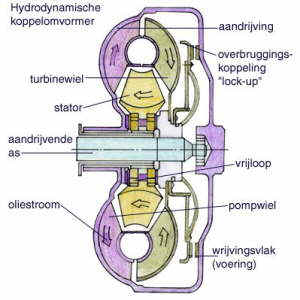 Hydrodynamische
koppelomvormer
aandrijving
overbruggings-
koppeling
"lock-up"
turbinewiel
stator
aandrijvende
as
vrijloop
oliestroom
pompwiel
wrijvingsvlak
(voering)